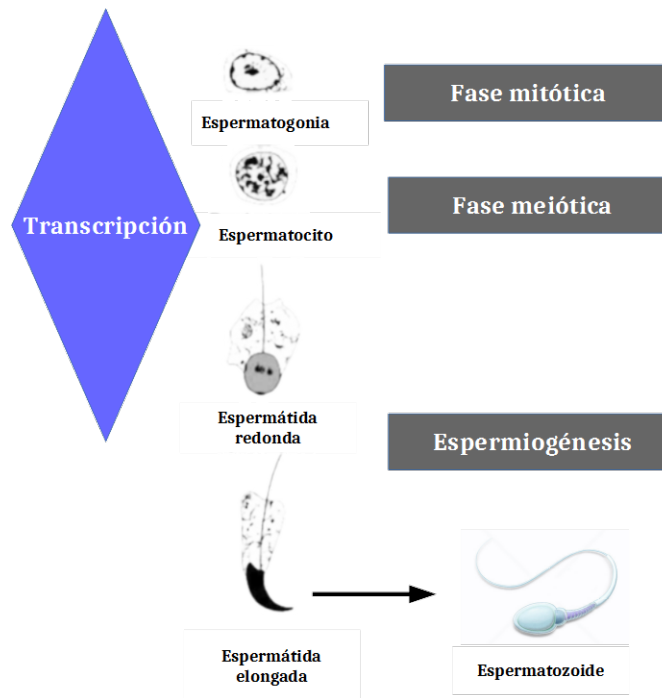 Fase mitótica
Espermatogonia
Fase meiótica
Transcripción
Espermatocito
Espermátida
redonda
Espermiogénesis
Espermátida
elongada
Espermatozoide